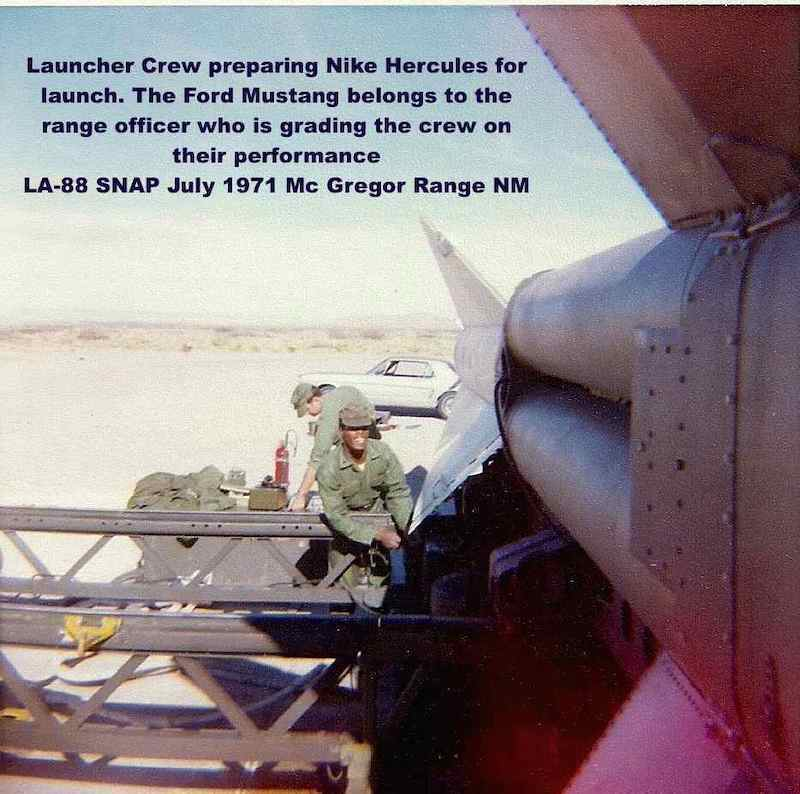 Launcher Crew preparing Nike Hercules for
launch. The Ford Mustang belongs to the
range officer who is grading the crew on
their performance
LA-88 SNAP July 1971 Mc Gregor Range NM